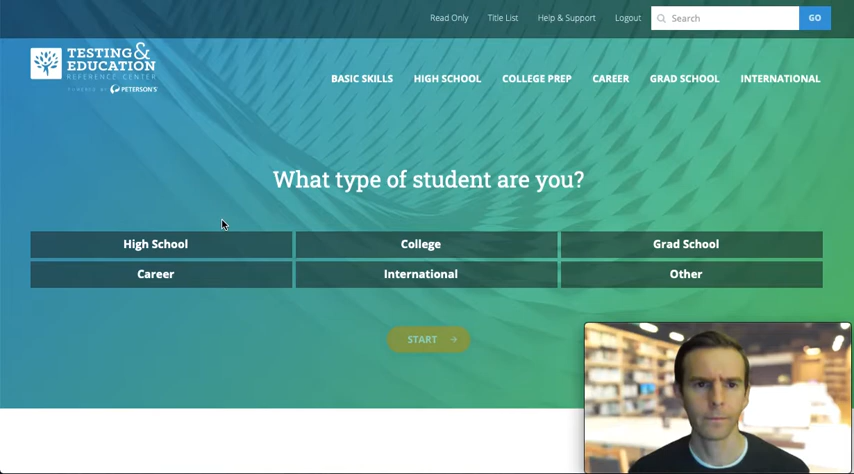 Read Only Title List Help & Support Logout Search GO
TESTING &
EDUCATION
REFERENCE CENTER
POWERED BY PETERSON'S
BASIC SKILLS HIGH SCHOOL COLLEGE PREP CAREER GRAD SCHOOL INTERNATIONAL
What type of student are you?
High School College Grad School
Career International Other
START